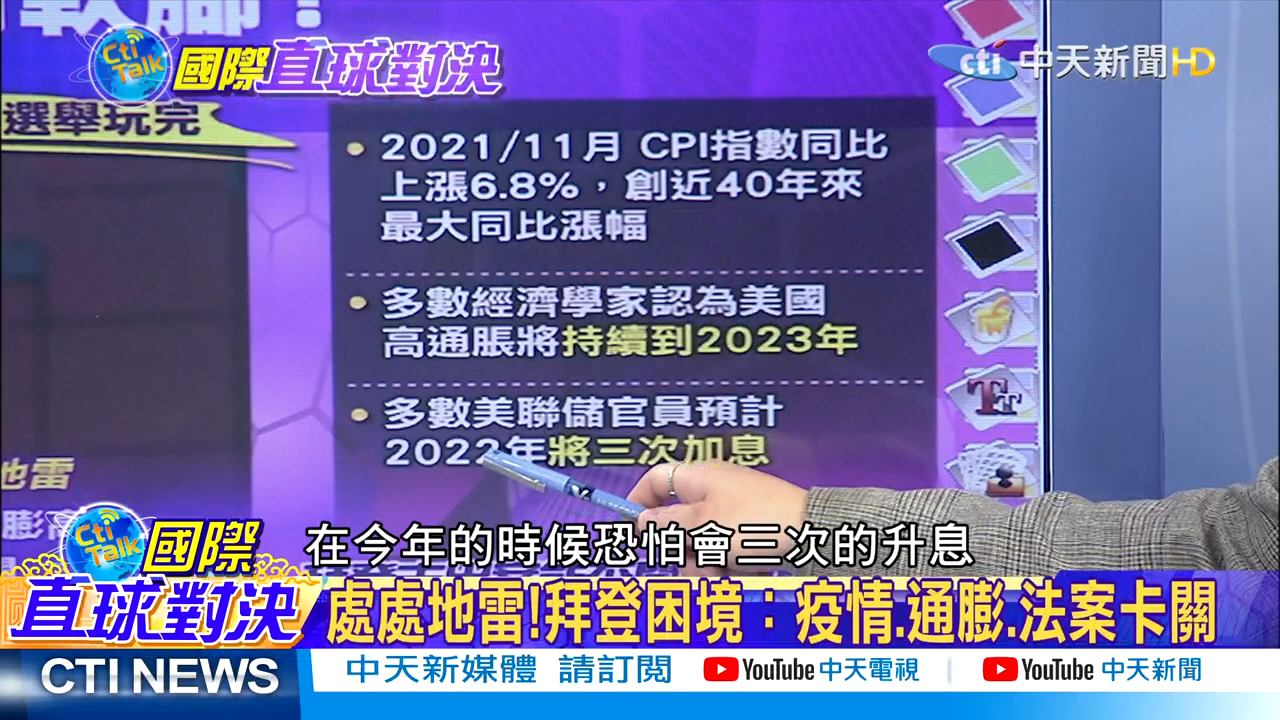 Cti Talk 國際直球對決
cti 中天新聞HD
選舉玩完
2021/11月 CPI指數同比
上漲6.8%，創近40年來
最大同比漲幅
多數經濟學家認為美國
高通脹將持續到2023年
多數美聯儲官員預計
2022年將三次加息
地雷
在今年的時候恐怕會三次的升息
Cti Talk 國際
直球對決
處處地雷!拜登困境：疫情.通膨.法案卡關
CTI NEWS
中天新媒體 請訂閱 YouTube 中天電視 | YouTube 中天新聞